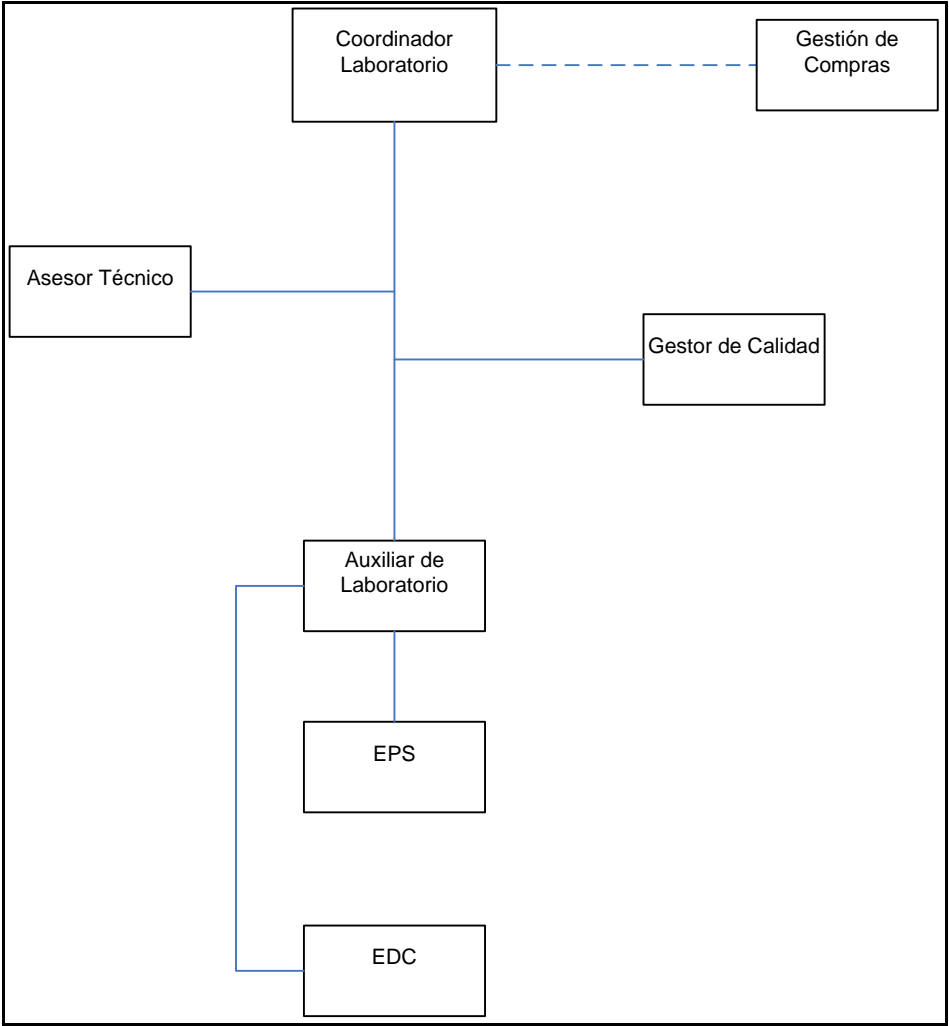 Coordinador
Laboratorio
Gestión de
Compras
Asesor Técnico
Gestor de Calidad
Auxiliar de
Laboratorio
EPS
EDC